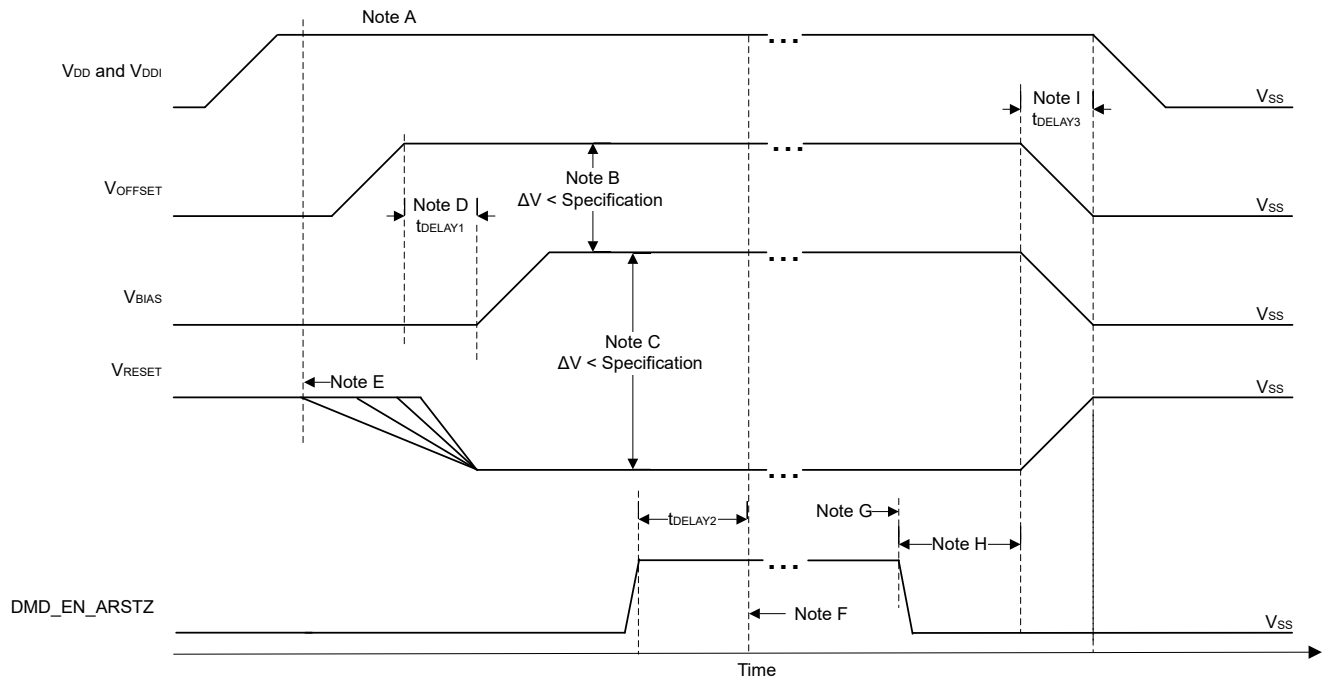 Note A
VDD and VDDI
VSS
Note I
tDELAY3
VOFFSET
Note B
ΔV < Specification
Note D
tDELAY1
VSS
VBIAS
VSS
Note C
ΔV < Specification
VRESET
Note E
VSS
tDELAY2
Note G
Note H
DMD_EN_ARSTZ
Note F
VSS
Time